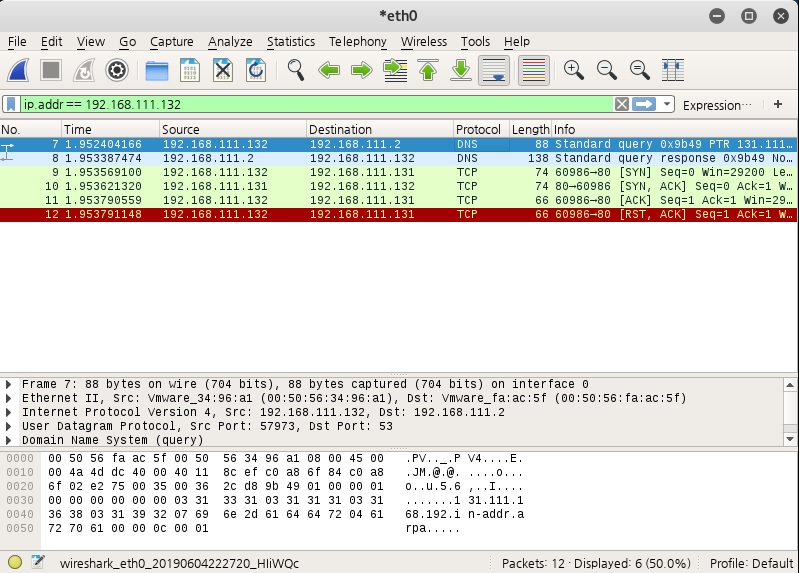 *eth0
File Edit View Go Capture Analyze Statistics Telephony Wireless Tools Help
ip.addr == 192.168.111.132 Expression… +
No. Time Source Destination Protocol Length Info
7 1.952404166 192.168.111.132 192.168.111.2 DNS 88 Standard query 0x9b49 PTR 131.111…
8 1.953387474 192.168.111.2 192.168.111.132 DNS 138 Standard query response 0x9b49 No…
9 1.953569100 192.168.111.132 192.168.111.131 TCP 74 60986→80 [SYN] Seq=0 Win=29200 Le…
10 1.953621320 192.168.111.132 192.168.111.131 TCP 74 80→60986 [SYN, ACK] Seq=0 Ack=1 W…
11 1.953790559 192.168.111.132 192.168.111.131 TCP 66 60986→80 [ACK] Seq=1 Ack=1 Win=29…
12 1.953791148 192.168.111.132 192.168.111.131 TCP 66 60986→80 [RST, ACK] Seq=1 Ack=1 W…
Frame 7: 88 bytes on wire (704 bits), 88 bytes captured (704 bits) on interface 0
Ethernet II, Src: Vmware_34:96:a1 (00:50:56:34:96:a1), Dst: Vmware_fa:ac:5f (00:50:56:fa:ac:5f)
Internet Protocol Version 4, Src: 192.168.111.132, Dst: 192.168.111.2
User Datagram Protocol, Src Port: 57973, Dst Port: 53
Domain Name System (query)
0000 00 50 56 fa ac 5f 00 50 56 34 96 a1 08 00 45 00 .PV.._.P V4....E.
0010 00 4a 4d dc 40 00 40 11 8c ef c0 a8 6f 84 c0 a8 .JM.@.@. ....o...
0020 6f 02 e2 75 00 35 00 36 2c d8 9b 49 01 00 00 01 o..u.5.6 ,..I....
0030 00 00 00 00 00 00 03 31 33 31 03 31 31 31 03 31 .......1 31.111.1
0040 36 38 03 31 39 32 07 69 6e 2d 61 64 64 72 04 61 68.192.i n-addr.a
0050 72 70 61 00 00 0c 00 01 rpa.....
wireshark_eth0_20190604222720_HIiWQc Packets: 12 · Displayed: 6 (50.0%) Profile: Default